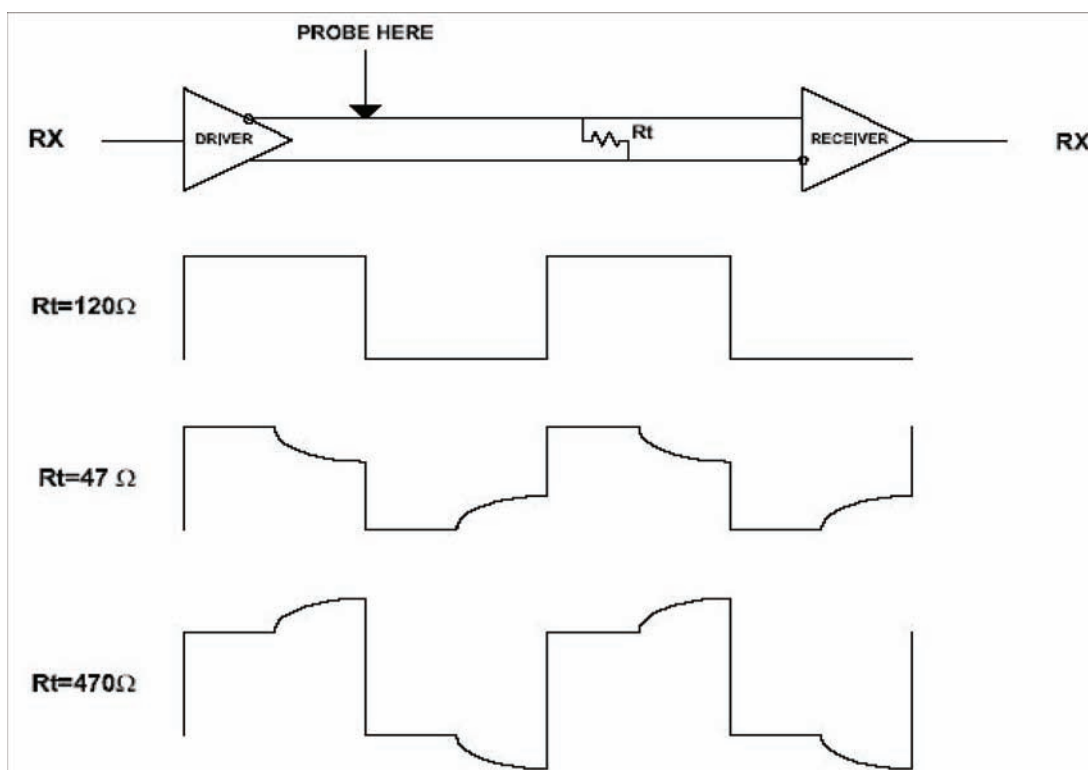 PROBE HERE
RX
DRIVER
Rt
RECEIVER
RX
Rt=120Ω
Rt=47 Ω
Rt=470Ω